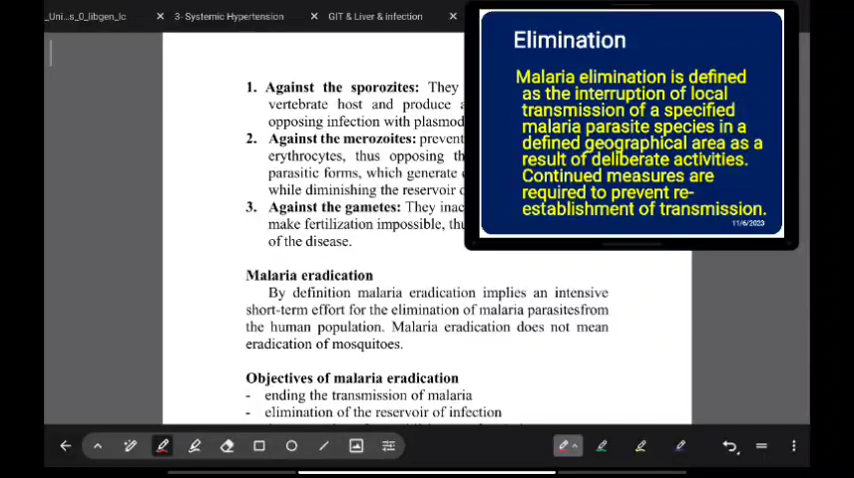 _Uni...s_0_libgen_lc
3- Systemic Hypertension
GIT & Liver & infection
1. Against the sporozites: They
vertebrate host and produce
opposing infection with plasmod
2. Against the merozoites: prevent
erythrocytes, thus opposing th
parasitic forms, which generate
while diminishing the reservoir
3. Against the gametes: They inac
make fertilization impossible, thu
of the disease.
Malaria eradication
By definition malaria eradication implies an intensive
short-term effort for the elimination of malaria parasitesfrom
the human population. Malaria eradication does not mean
eradication of mosquitoes.
Objectives of malaria eradication
- ending the transmission of malaria
- elimination of the reservoir of infection
Elimination
Malaria elimination is defined
as the interruption of local
transmission of a specified
malaria parasite species in a
defined geographical area as a
result of deliberate activities.
Continued measures are
required to prevent re-
establishment of transmission.
11/6/2023